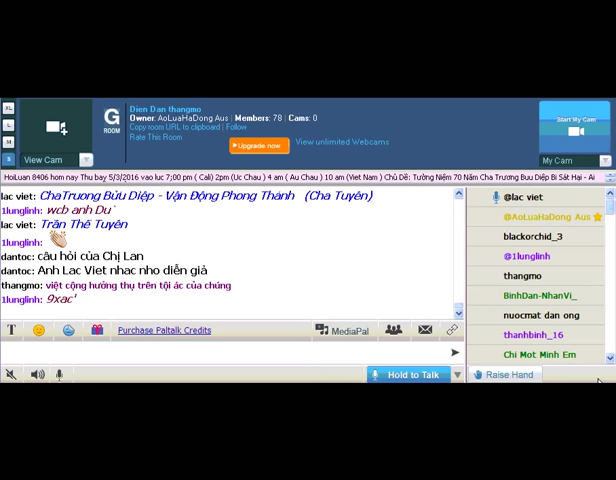 Dien Dan thangmo
Owner: AoLuaHaDong Aus | Members: 78 | Cams: 0
Copy room URL to clipboard | Follow
Rate This Room
Upgrade now
View unlimited Webcams
G
ROOM
XL
L
M
S
View Cam
Start My Cam
My Cam
HoiLuan 8406 hom nay Thu bay 5/3/2016 vao luc 7;00 pm ( Cali) 2pm (Uc Chau ) 4 am ( Au Chau ) 10 am (Viet Nam ) Chủ Đề: Tưởng Niệm 70 Năm Cha Trương Bưu Diệp Bi Sát Hại - Ai
lac viet: ChaTruong Bửu Diệp - Vận Động Phong Thánh (Cha Tuyên)
1lunglinh: wcb anh Du
lac viet: Trần Thế Tuyên
1lunglinh:
dantoc: câu hỏi của Chị Lan
dantoc: Anh Lac Viet nhac nho diễn giả
thangmo: việt cộng hưởng thụ trên tội ác của chúng
1lunglinh: 9xac'
T
Purchase Paltalk Credits
MediaPal
Hold to Talk
@lac viet
@AoLuaHaDong Aus
blackorchid_3
@1lunglinh
thangmo
BinhDan-NhanVi_
nuocmat dan ong
thanhbinh_16
Chi Mot Minh Em
Raise Hand